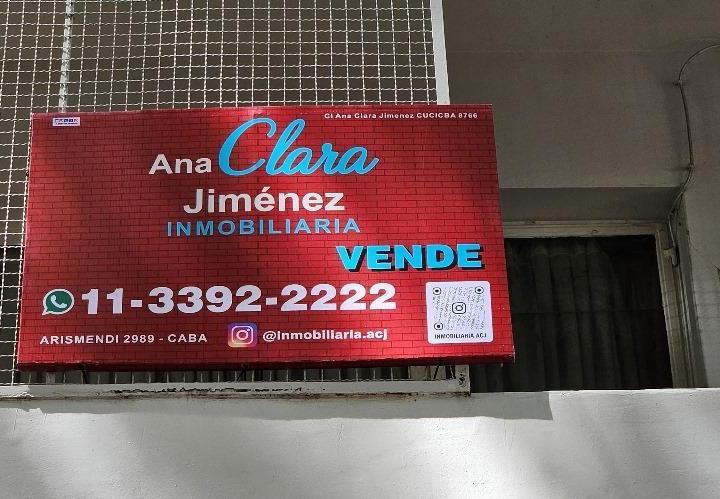 CI Ana Clara Jimenez CUCICBA 8766
Ana Clara
Jiménez
INMOBILIARIA
VENDE
11-3392-2222
ARISMENDI 2989 - CABA
@inmobiliaria.acj
INMOBILIARIA.ACJ